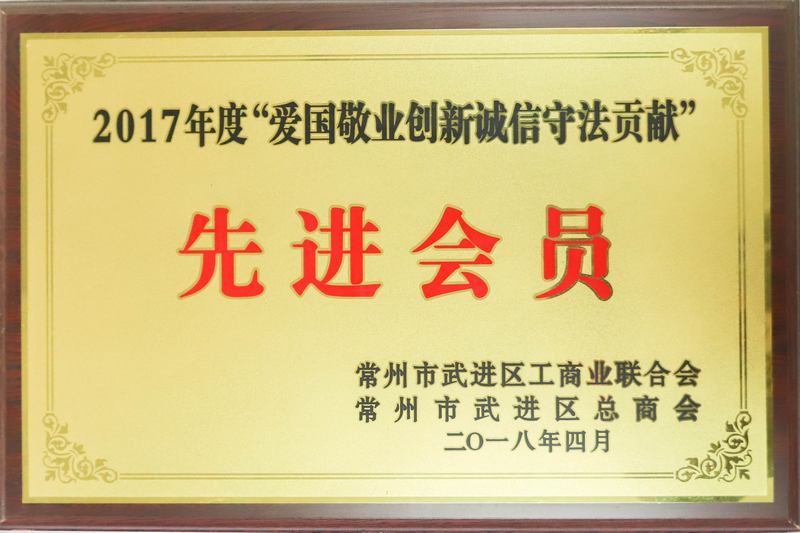 2017年度“爱国敬业创新诚信守法贡献”
先进会员
常州市武进区工商业联合会
常州市武进区总商会
二〇一八年四月